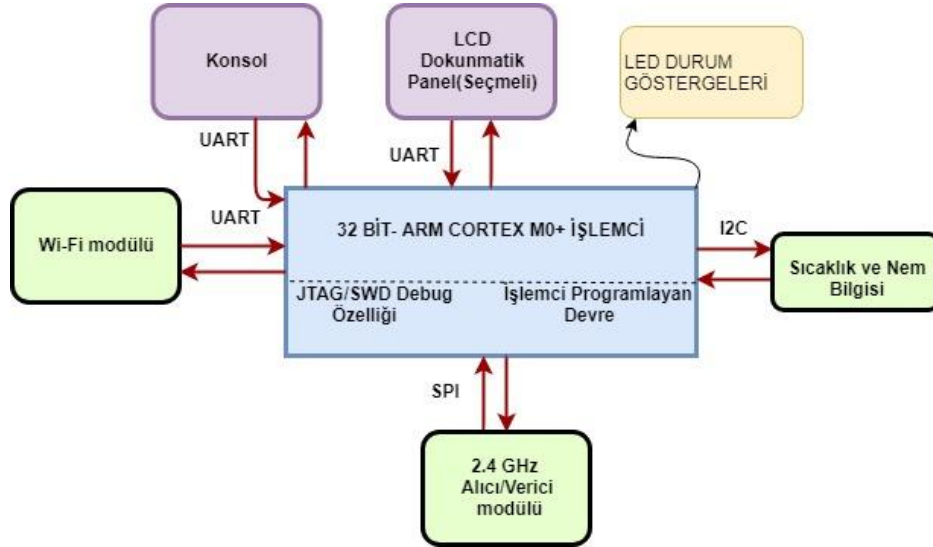 Konsol
LCD
Dokunmatik
Panel(Seçmeli)
LED DURUM
GÖSTERGELERİ
UART
UART
UART
Wi-Fi modülü
32 BİT- ARM CORTEX M0+ İŞLEMCİ
I2C
Sıcaklık ve Nem
Bilgisi
JTAG/SWD Debug
Özelliği
İşlemci Programlayan
Devre
SPI
2.4 GHz
Alıcı/Verici
modülü